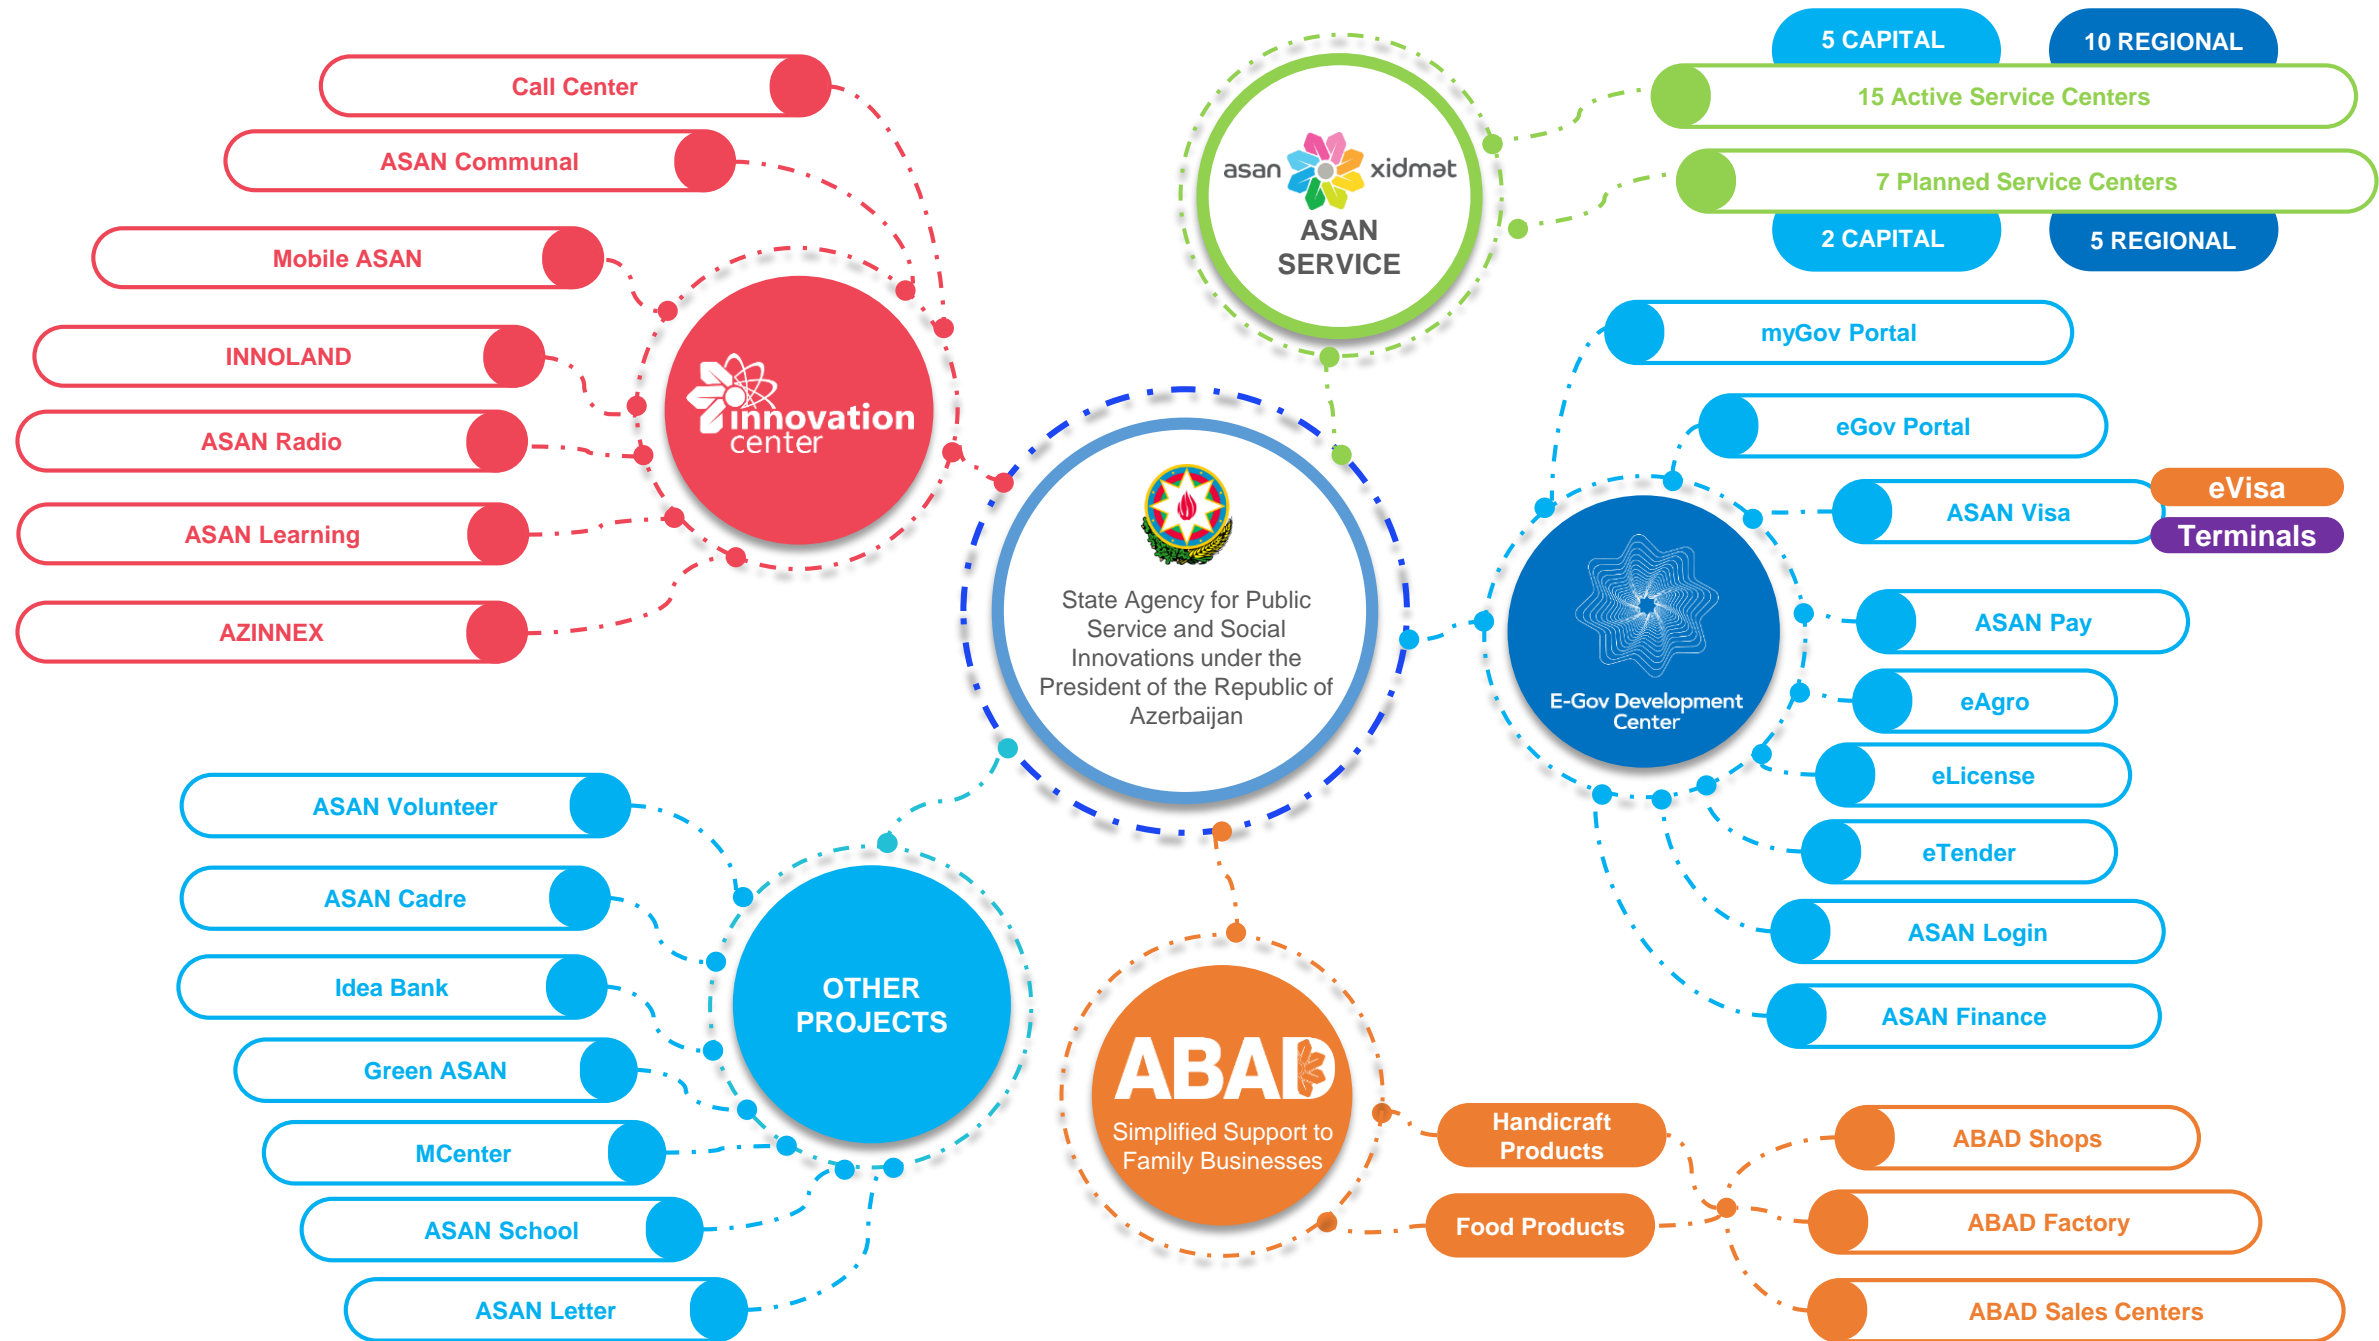 5 CAPITAL
10 REGIONAL
15 Active Service Centers
7 Planned Service Centers
2 CAPITAL
5 REGIONAL
asan xidmət
ASAN
SERVICE
Call Center
ASAN Communal
Mobile ASAN
INNOLAND
ASAN Radio
ASAN Learning
AZINNEX
innovation
center
State Agency for Public
Service and Social
Innovations under the
President of the Republic of
Azerbaijan
myGov Portal
eGov Portal
ASAN Visa
eVisa
Terminals
ASAN Pay
eAgro
eLicense
eTender
ASAN Login
ASAN Finance
E-Gov Development
Center
ASAN Volunteer
ASAN Cadre
Idea Bank
Green ASAN
MCenter
ASAN School
ASAN Letter
OTHER
PROJECTS
ABAD
Simplified Support to
Family Businesses
Handicraft
Products
Food Products
ABAD Shops
ABAD Factory
ABAD Sales Centers